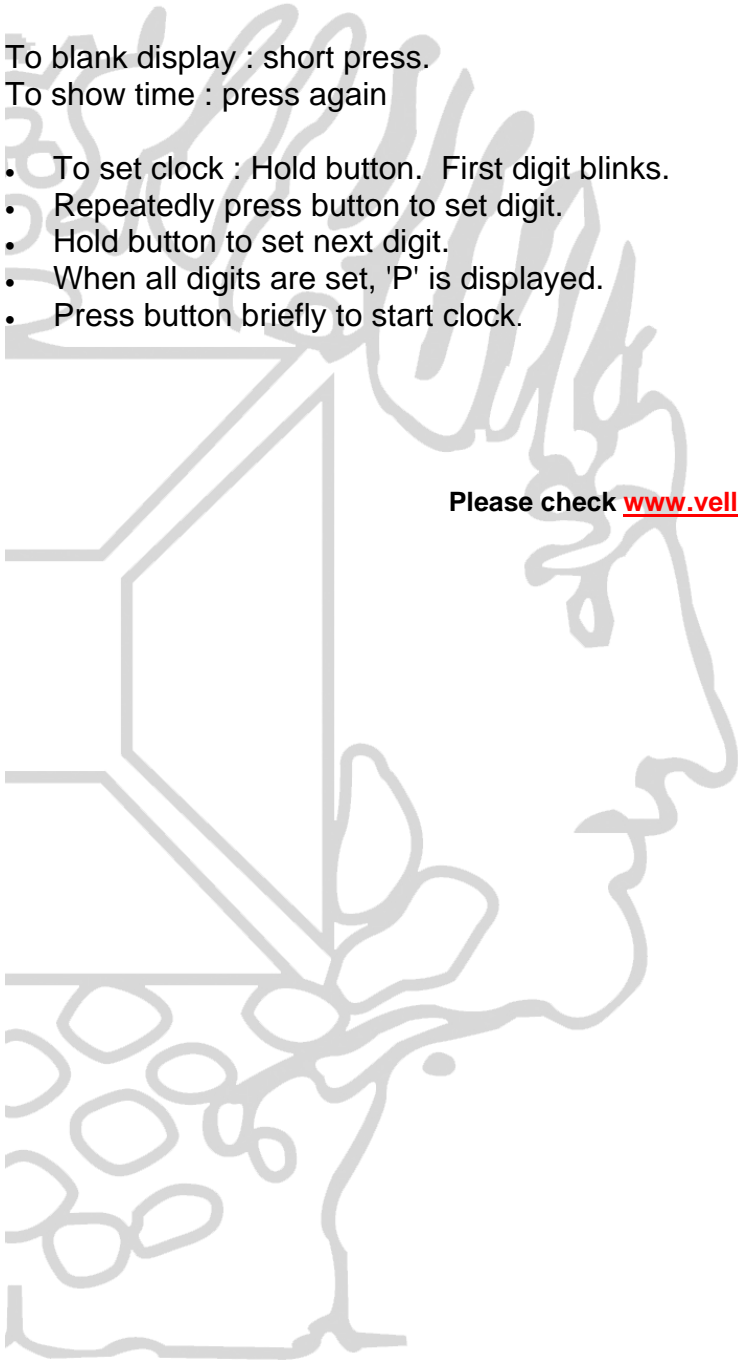 To blank display : short press.
To show time : press again
• To set clock : Hold button. First digit blinks.
• Repeatedly press button to set digit.
• Hold button to set next digit.
• When all digits are set, 'P' is displayed.
• Press button briefly to start clock.
Please check www.vell